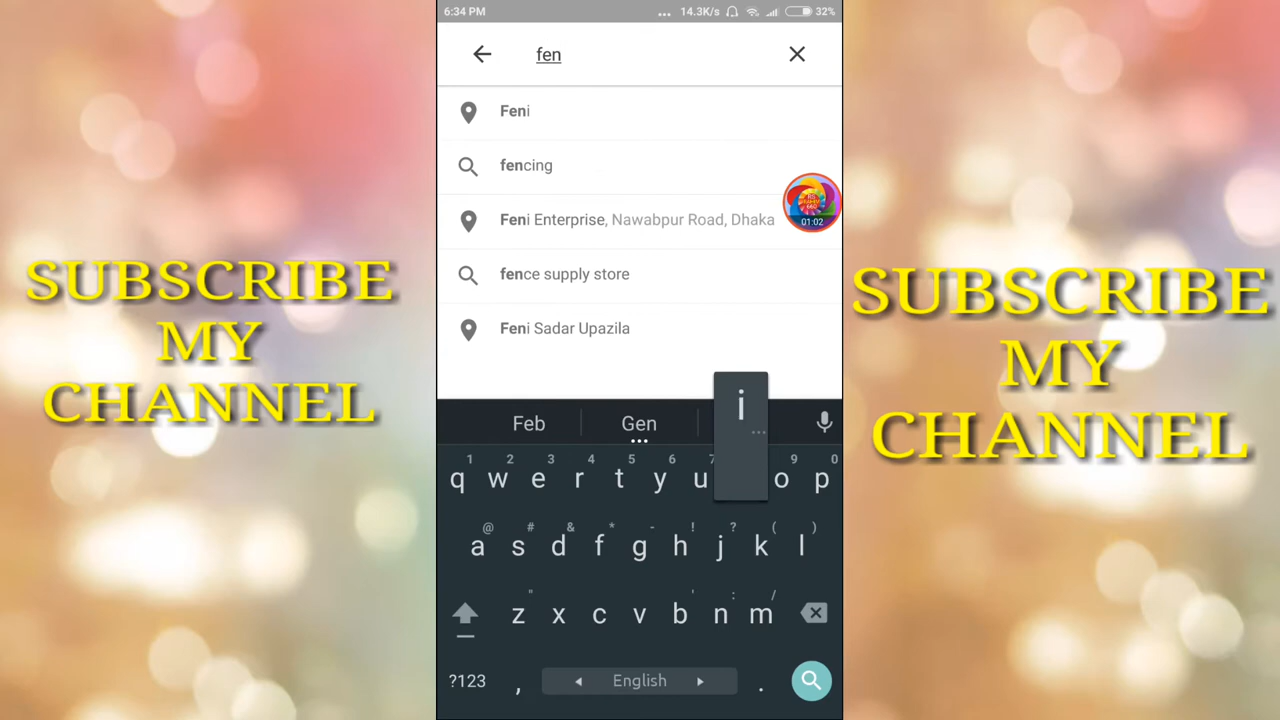 6:34 PM ... 14.3K/s 32%
fen
Feni
fencing
Feni Enterprise, Nawabpur Road, Dhaka
01:02
fence supply store
Feni Sadar Upazila
SUBSCRIBE
MY
CHANNEL
SUBSCRIBE
MY
CHANNEL
i
Feb Gen
1 2 3 4 5 6 7 9 0
q w e r t y u o p
@ # & * - ! ? ( )
a s d f g h j k l
" ' : /
z x c v b n m
?123 , English .